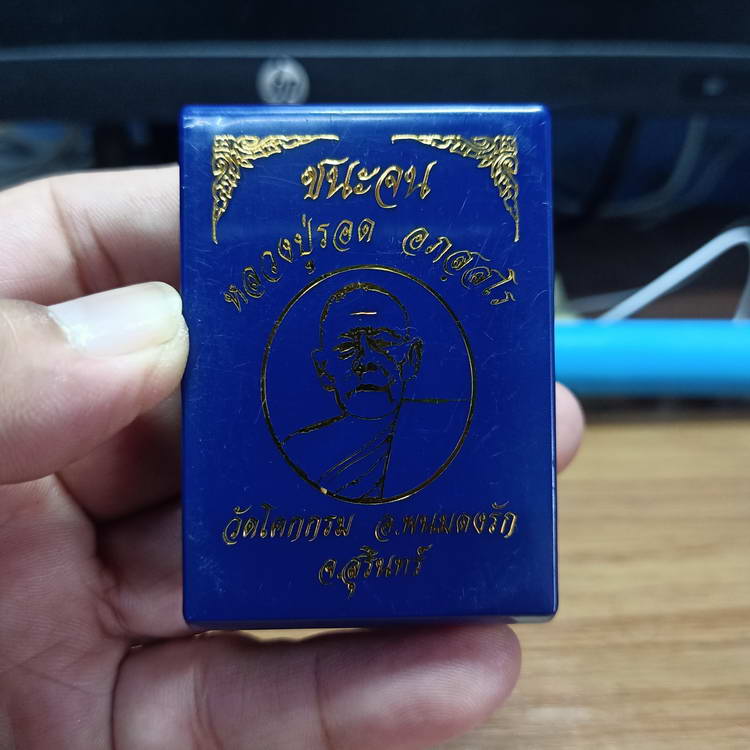 hp
ชนะจน
หลวงปู่รอด อภสฺสโร
วัดโคกกรม อ.พนมดงรัก
จ.สุรินทร์